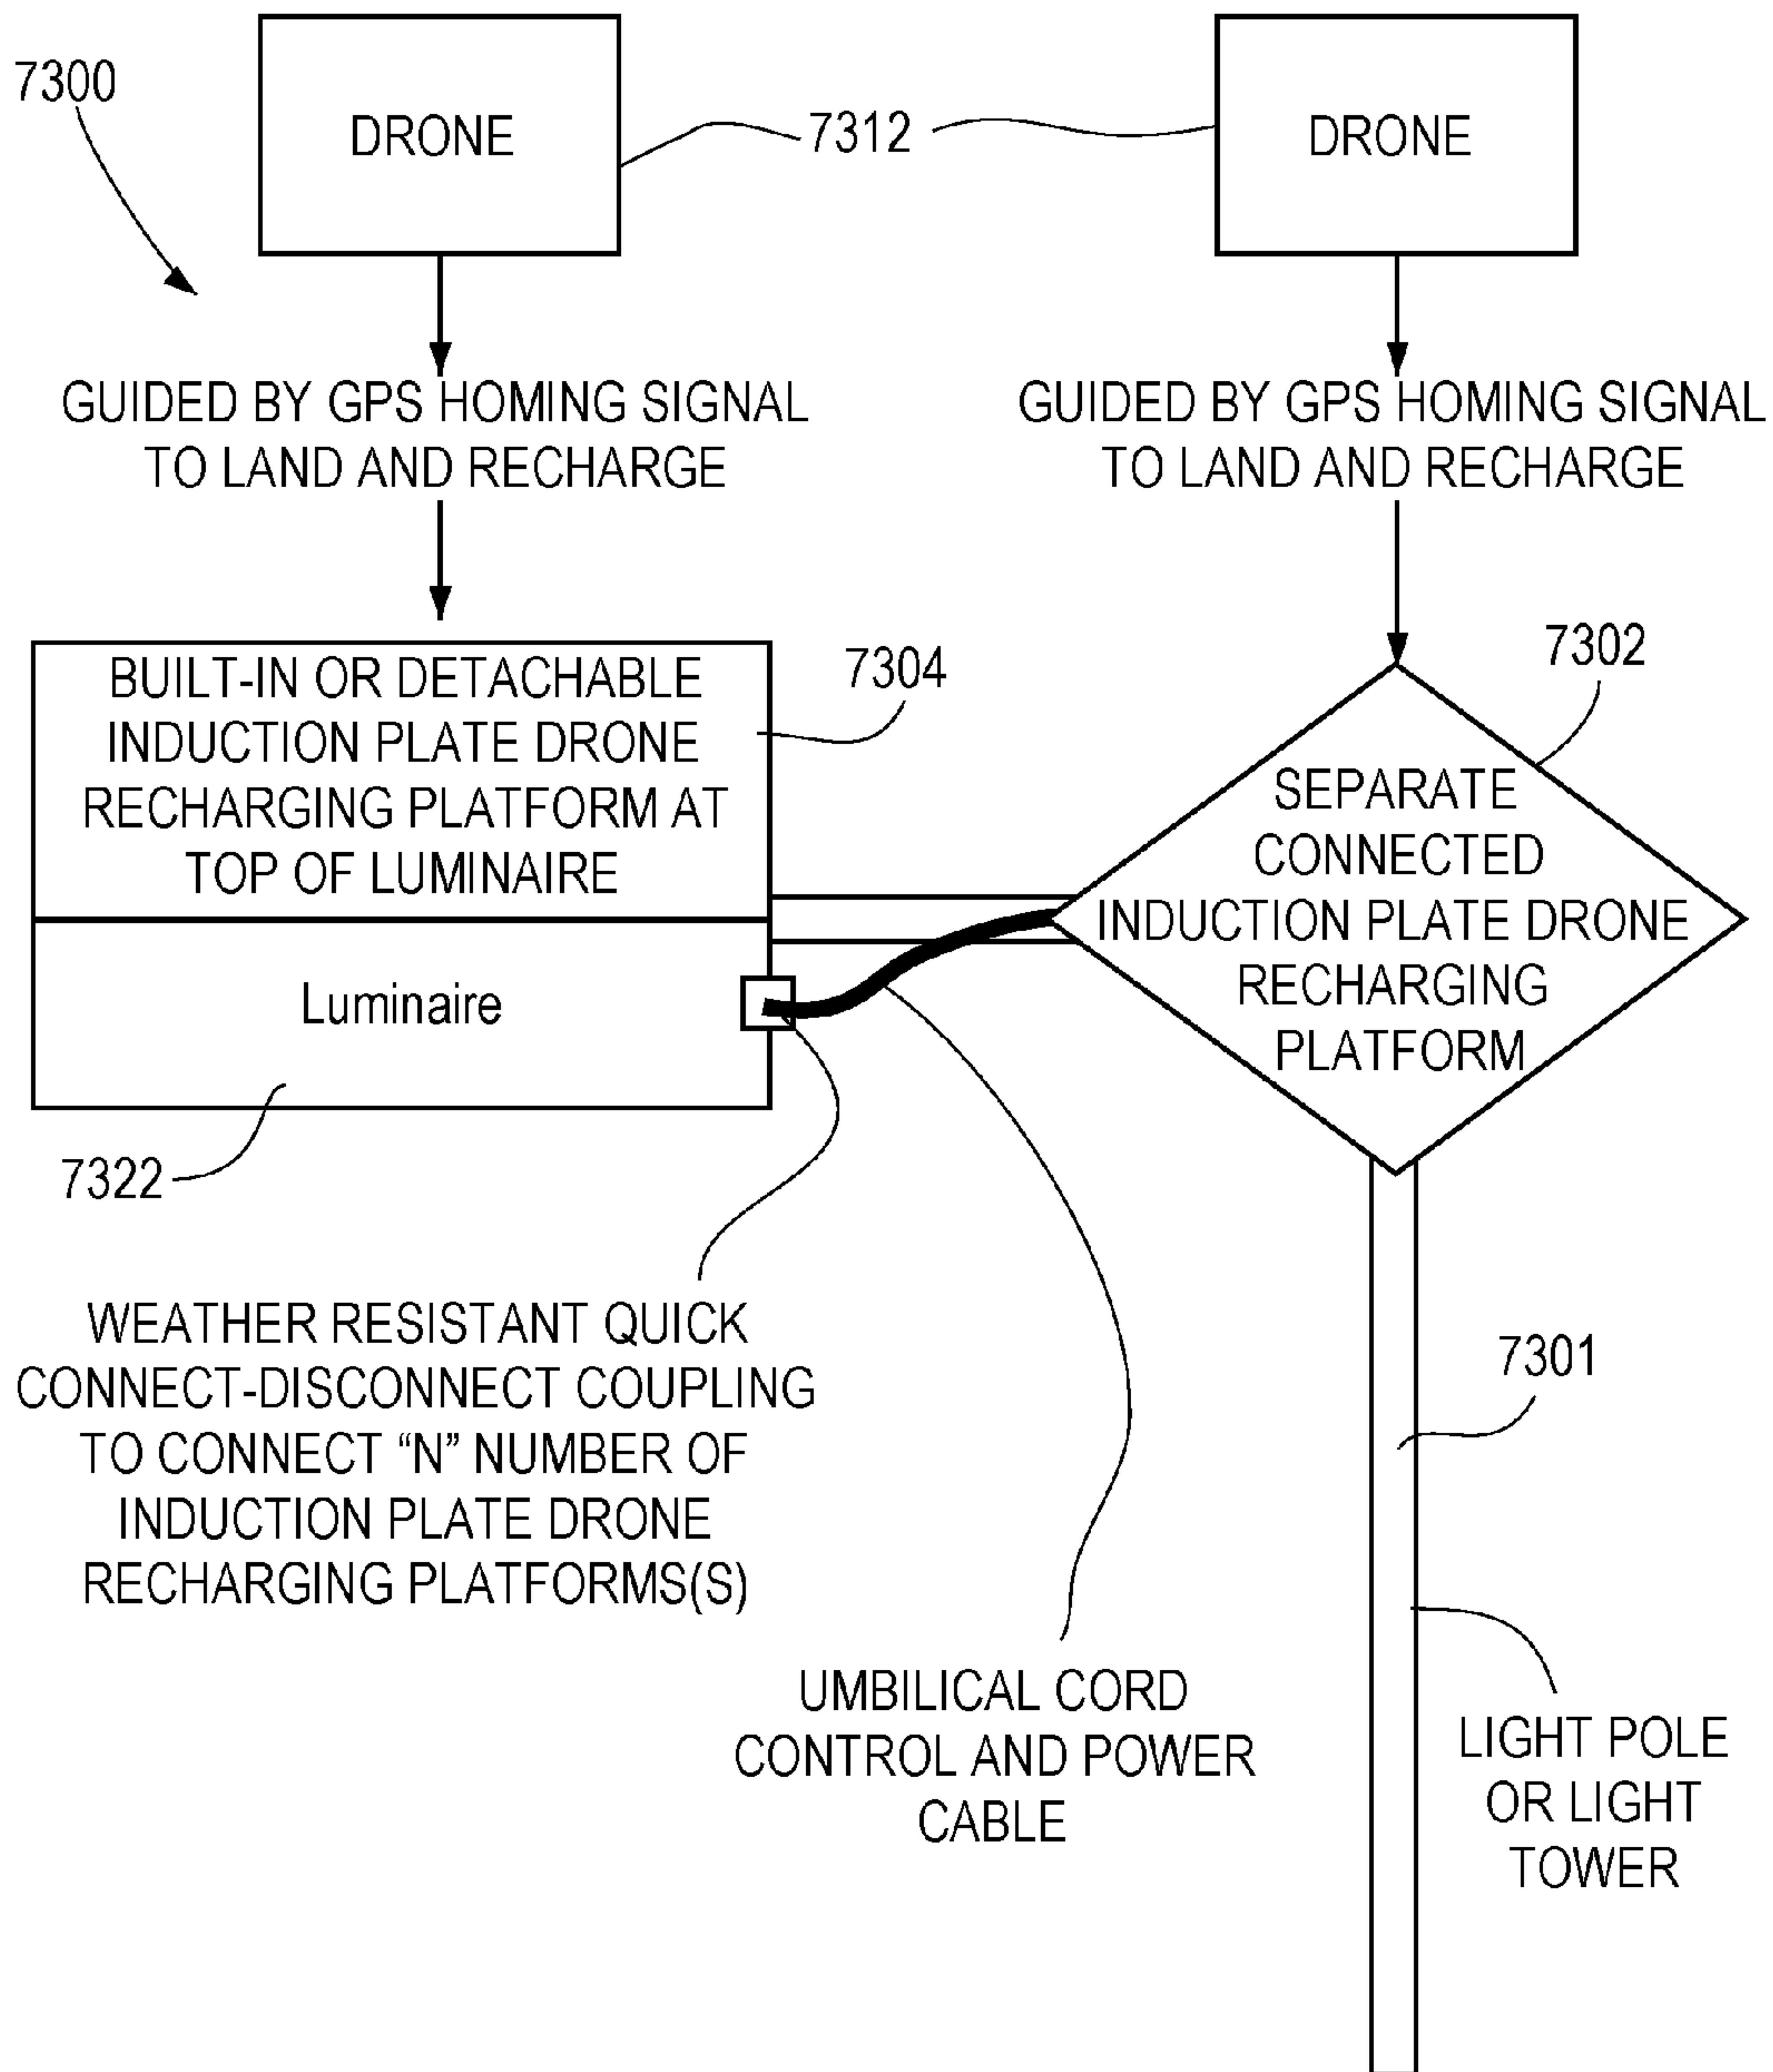 7300
DRONE
7312
DRONE
GUIDED BY GPS HOMING SIGNAL
TO LAND AND RECHARGE
GUIDED BY GPS HOMING SIGNAL
TO LAND AND RECHARGE
BUILT-IN OR DETACHABLE
INDUCTION PLATE DRONE
RECHARGING PLATFORM AT
TOP OF LUMINAIRE
7304
7302
SEPARATE
CONNECTED
INDUCTION PLATE DRONE
RECHARGING
PLATFORM
Luminaire
7322
WEATHER RESISTANT QUICK
CONNECT-DISCONNECT COUPLING
TO CONNECT “N” NUMBER OF
INDUCTION PLATE DRONE
RECHARGING PLATFORMS(S)
7301
UMBILICAL CORD
CONTROL AND POWER
CABLE
LIGHT POLE
OR LIGHT
TOWER